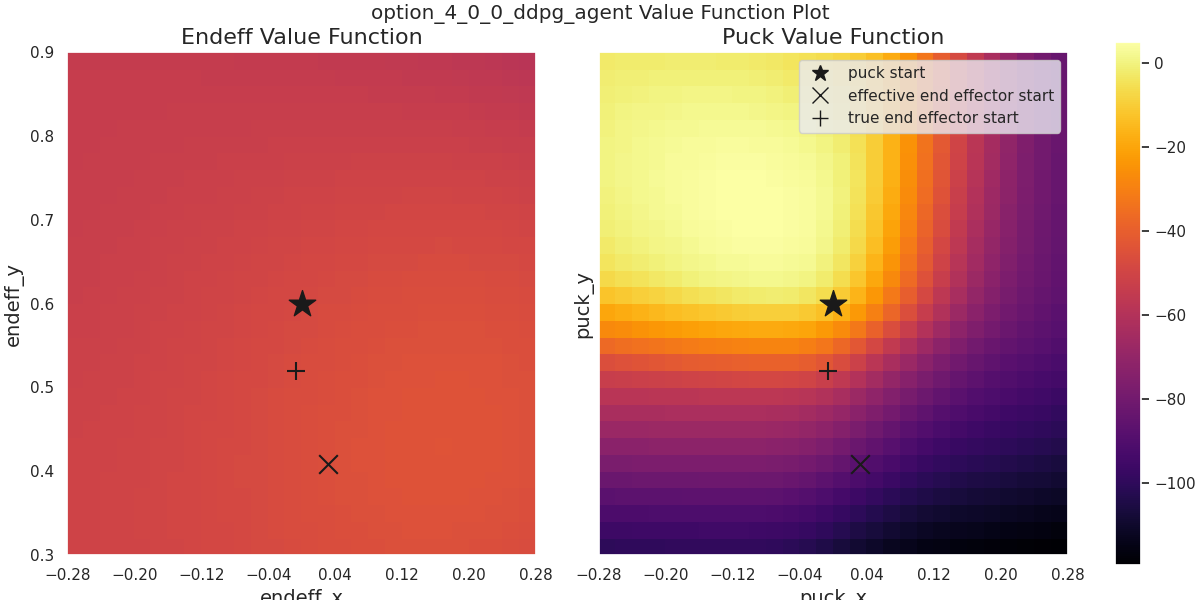 option_4_0_0_ddpg_agent Value Function Plot
Endeff Value Function
Puck Value Function
puck start
effective end effector start
true end effector start
0.9
0.8
0.7
0.6
0.5
0.4
0.3
endeff_y
puck_y
−0.28 −0.20 −0.12 −0.04 0.04 0.12 0.20 0.28
−0.28 −0.20 −0.12 −0.04 0.04 0.12 0.20 0.28
endeff_x
puck_x
0
−20
−40
−60
−80
−100